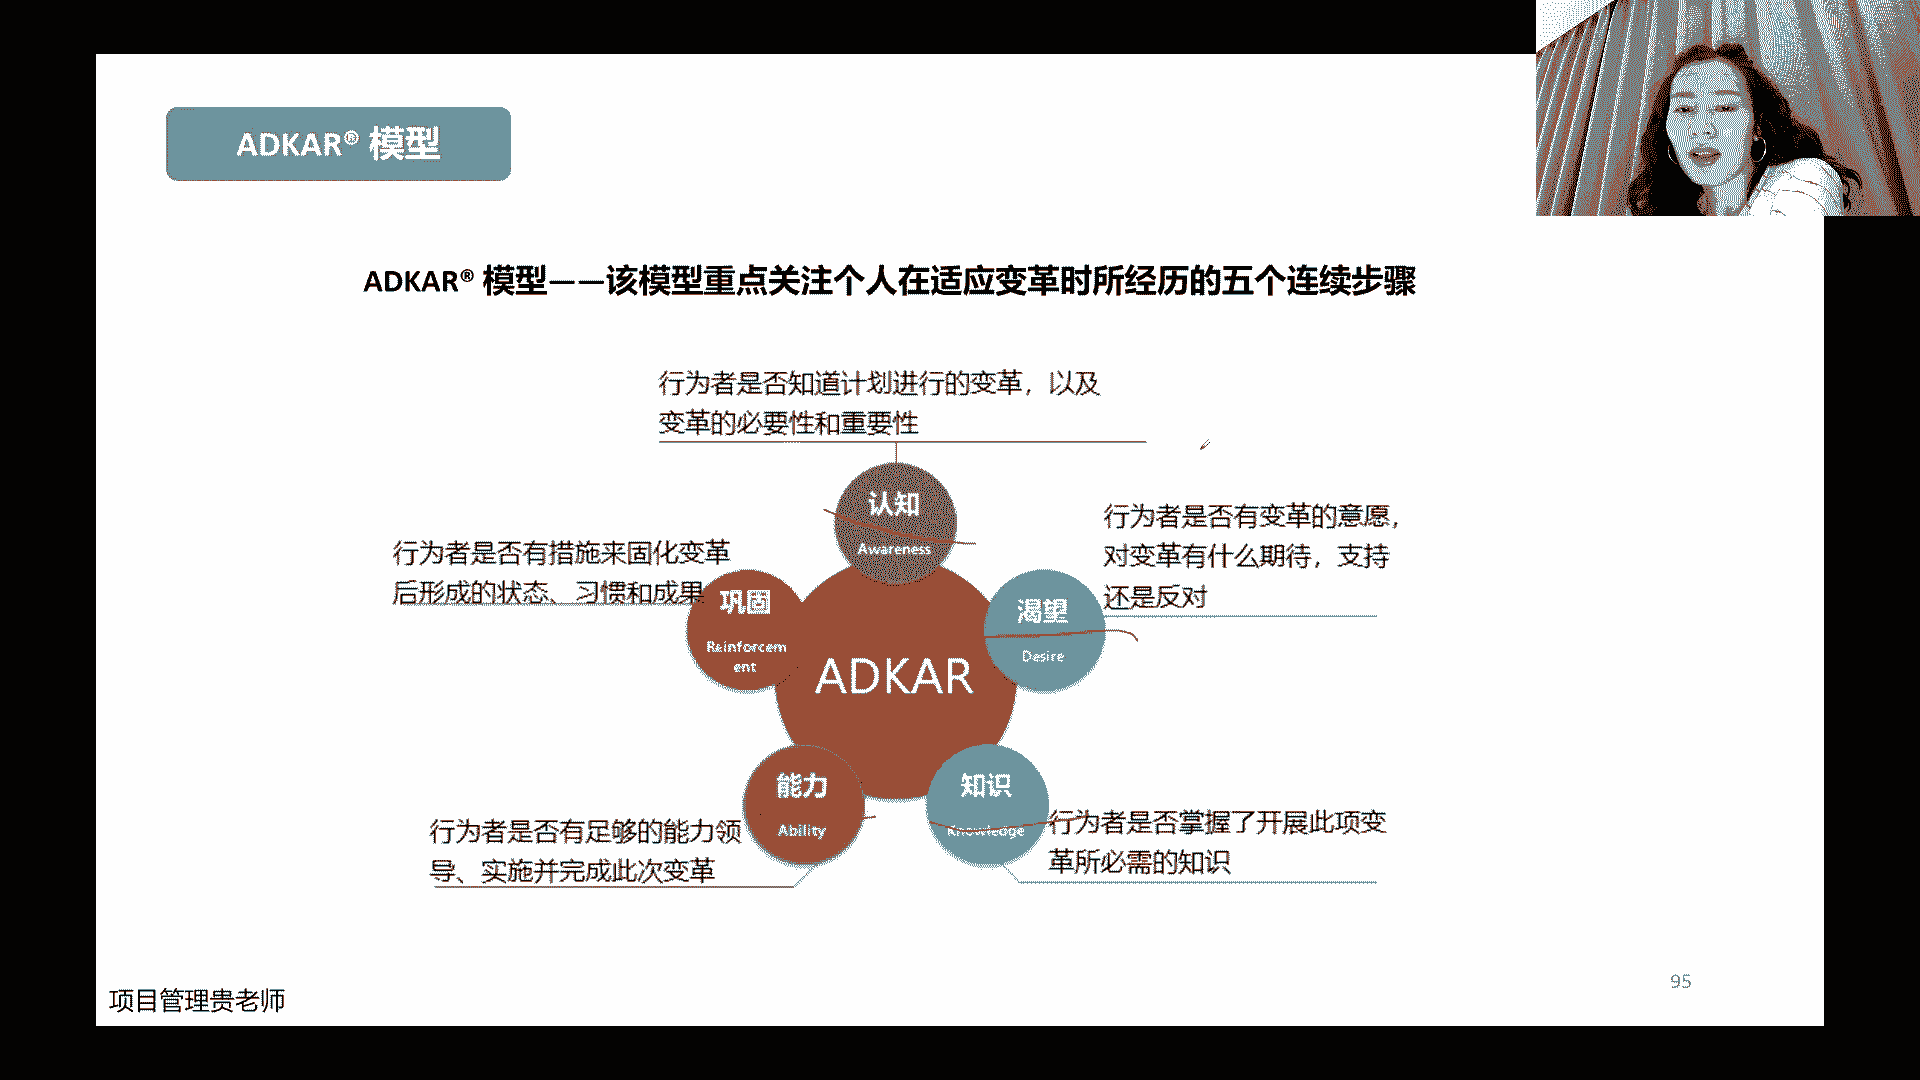 ADKAR® 模型
ADKAR® 模型——该模型重点关注个人在适应变革时所经历的五个连续步骤
行为者是否知道计划进行的变革，以及
变革的必要性和重要性
认知
Awareness
行为者是否有变革的意愿，
对变革有什么期待，支持
还是反对
渴望
Desire
行为者是否有措施来固化变革
后形成的状态、习惯和成果
巩固
Reinforcem
ent
ADKAR
能力
Ability
行为者是否有足够的能力领
导、实施并完成此次变革
知识
Knowledge
行为者是否掌握了开展此项变
革所必需的知识
项目管理贵老师
95